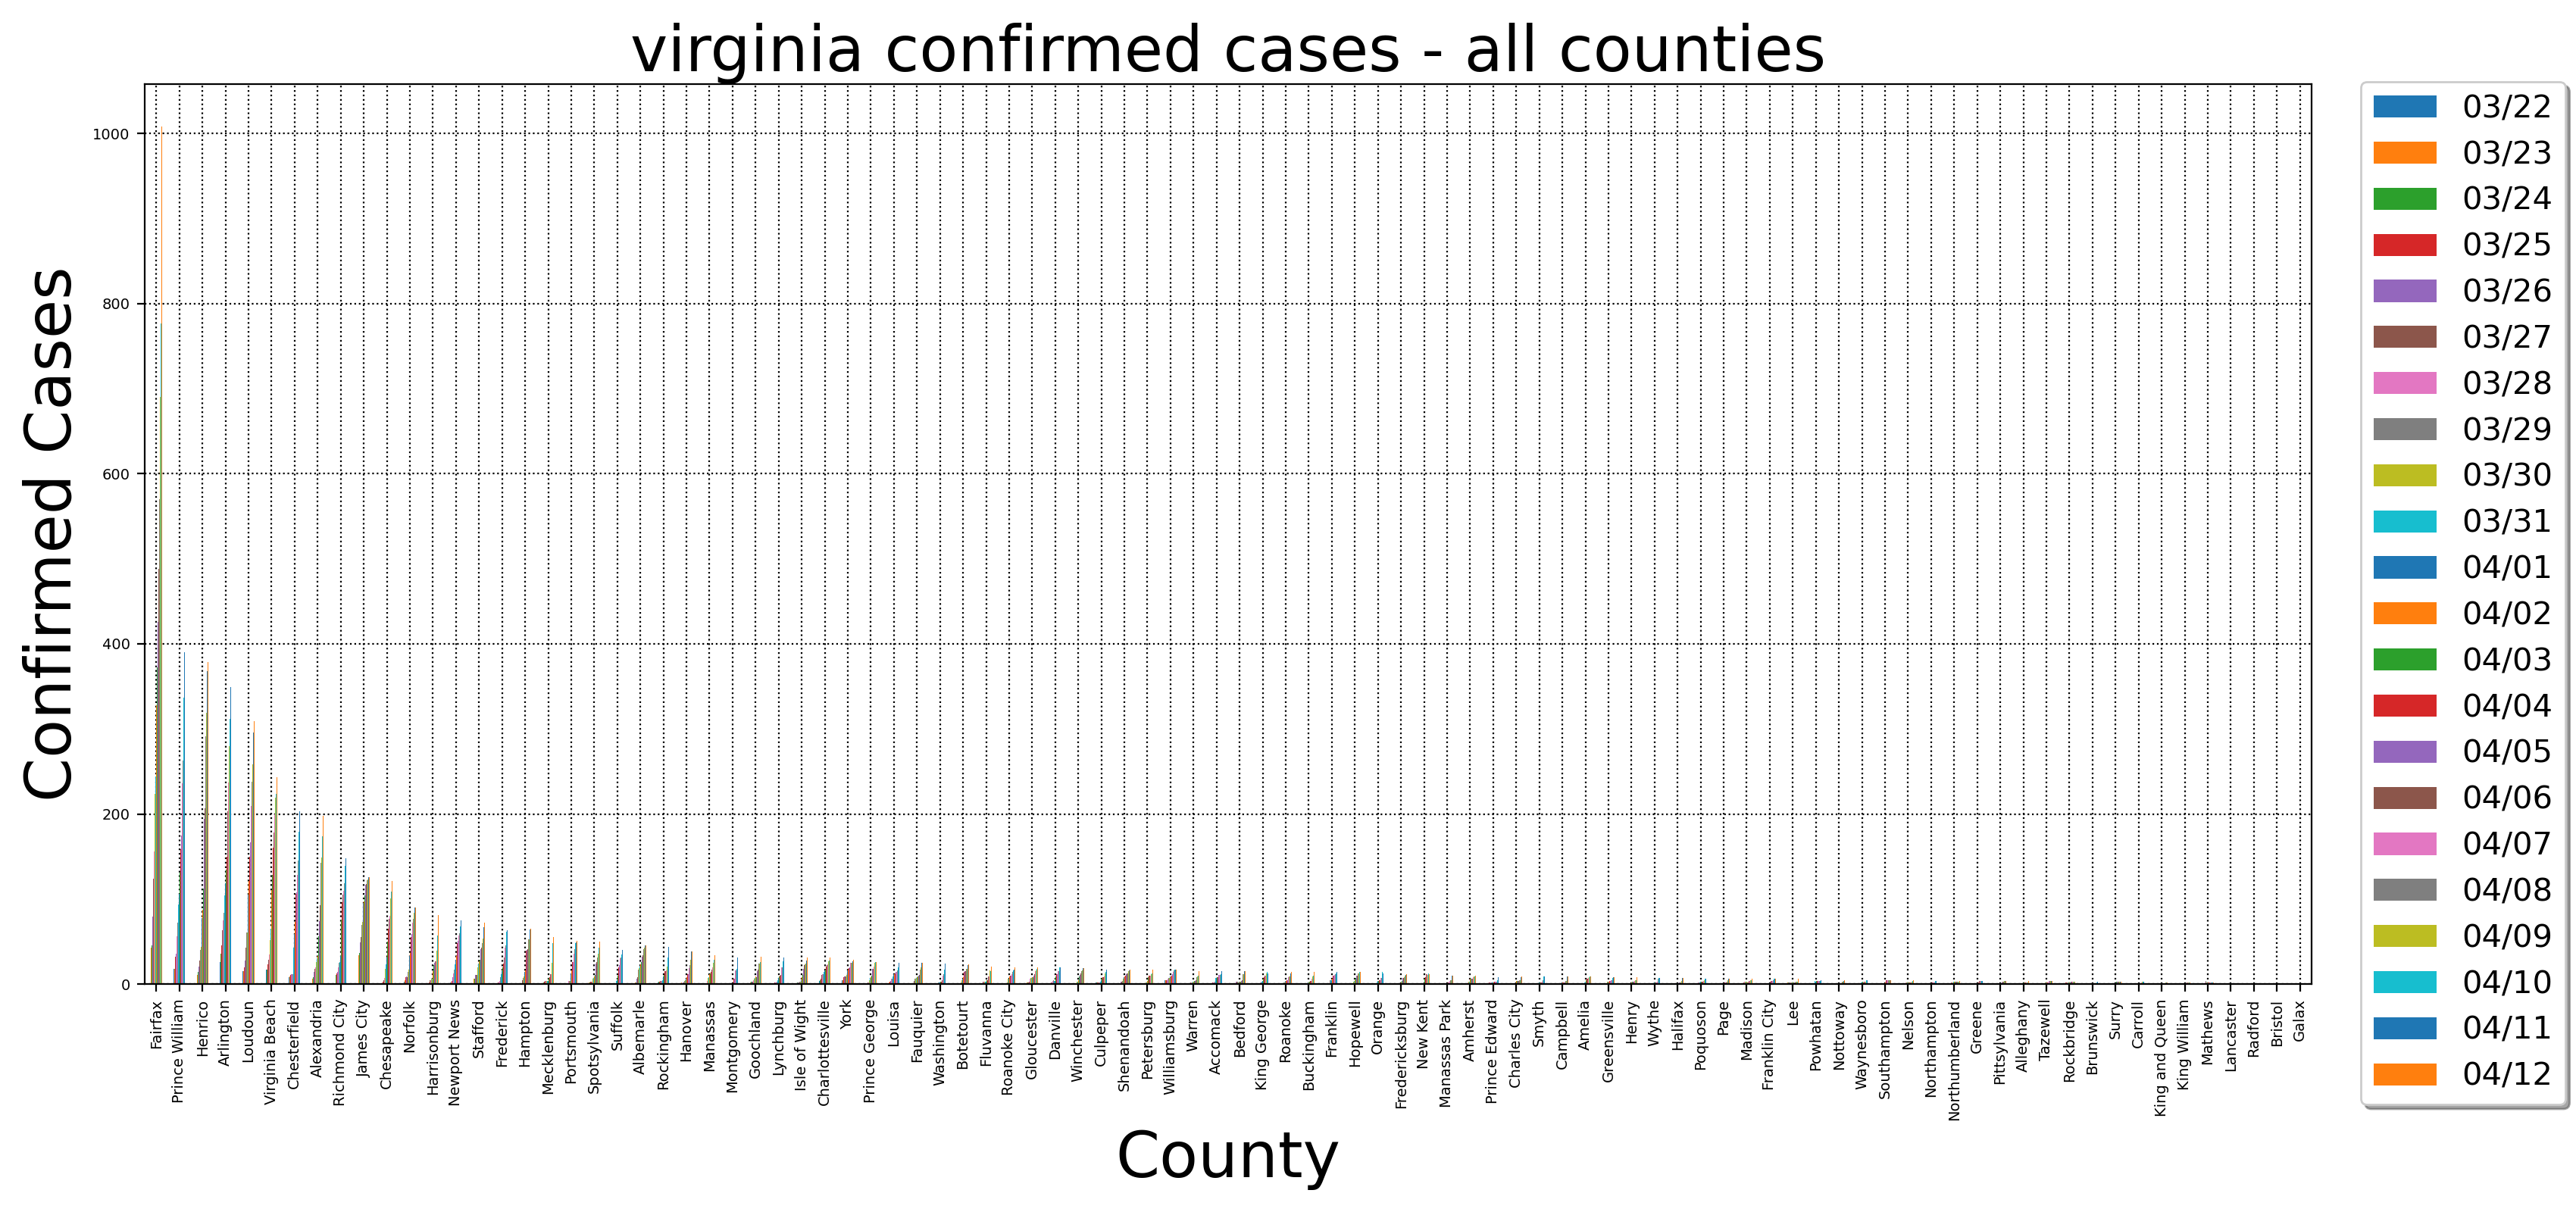 virginia confirmed cases - all counties
Confirmed Cases
1000
800
600
400
200
0
Fairfax
Prince William
Henrico
Arlington
Loudoun
Virginia Beach
Chesterfield
Alexandria
Richmond City
James City
Chesapeake
Norfolk
Harrisonburg
Newport News
Stafford
Frederick
Hampton
Mecklenburg
Portsmouth
Spotsylvania
Suffolk
Albemarle
Rockingham
Hanover
Manassas
Montgomery
Goochland
Lynchburg
Isle of Wight
Charlottesville
York
Prince George
Louisa
Fauquier
Washington
Botetourt
Fluvanna
Roanoke City
Gloucester
Danville
Winchester
Culpeper
Shenandoah
Petersburg
Williamsburg
Warren
Accomack
Bedford
King George
Roanoke
Buckingham
Franklin
Hopewell
Orange
Fredericksburg
New Kent
Manassas Park
Amherst
Prince Edward
Charles City
Smyth
Campbell
Amelia
Greensville
Henry
Wythe
Halifax
Poquoson
Page
Madison
Franklin City
Lee
Powhatan
Nottoway
Waynesboro
Southampton
Nelson
Northampton
Northumberland
Greene
Pittsylvania
Alleghany
Tazewell
Rockbridge
Brunswick
Surry
Carroll
King and Queen
King William
Mathews
Lancaster
Radford
Bristol
Galax
County
03/22
03/23
03/24
03/25
03/26
03/27
03/28
03/29
03/30
03/31
04/01
04/02
04/03
04/04
04/05
04/06
04/07
04/08
04/09
04/10
04/11
04/12